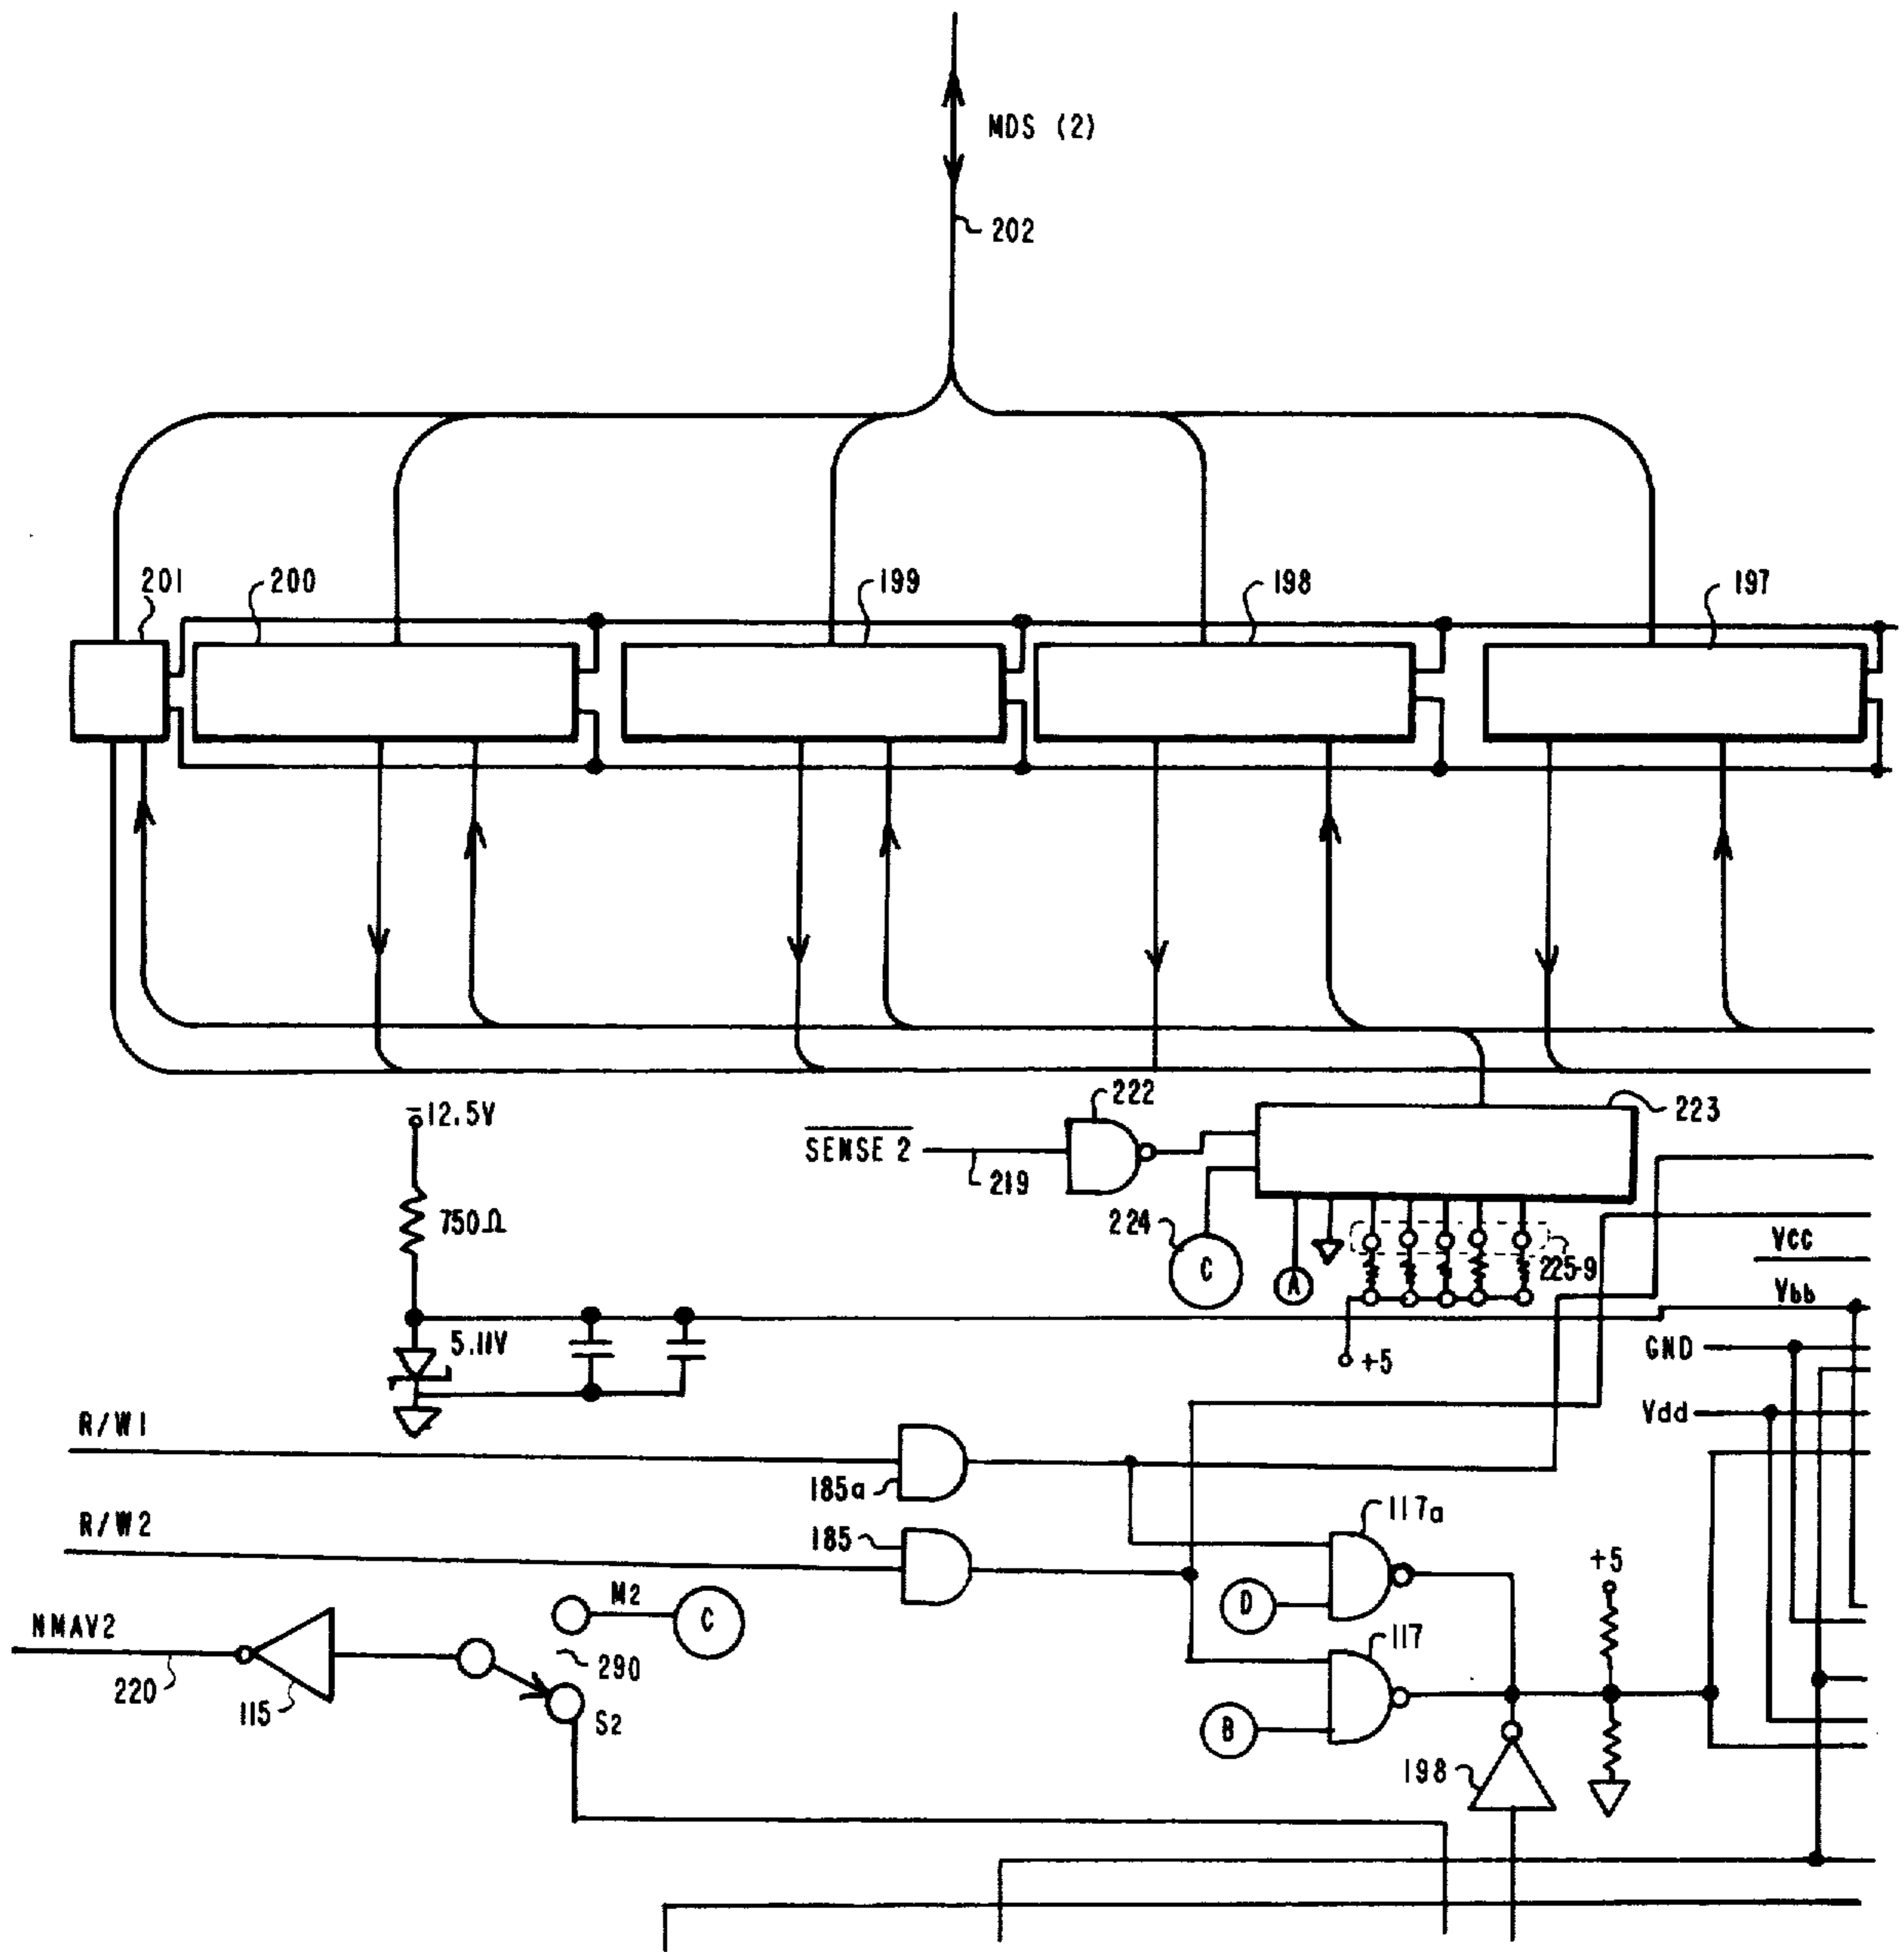 MDS (2)
202
201
200
199
198
197
222
223
12.5V
SENSE 2
219
750Ω
224
C
A
225-9
Vcc
Vbb
5.11V
+5
GND
Vdd
R/W1
185a
R/W2
185
117a
+5
M2
C
D
NMAV2
290
117
220
115
S2
B
198